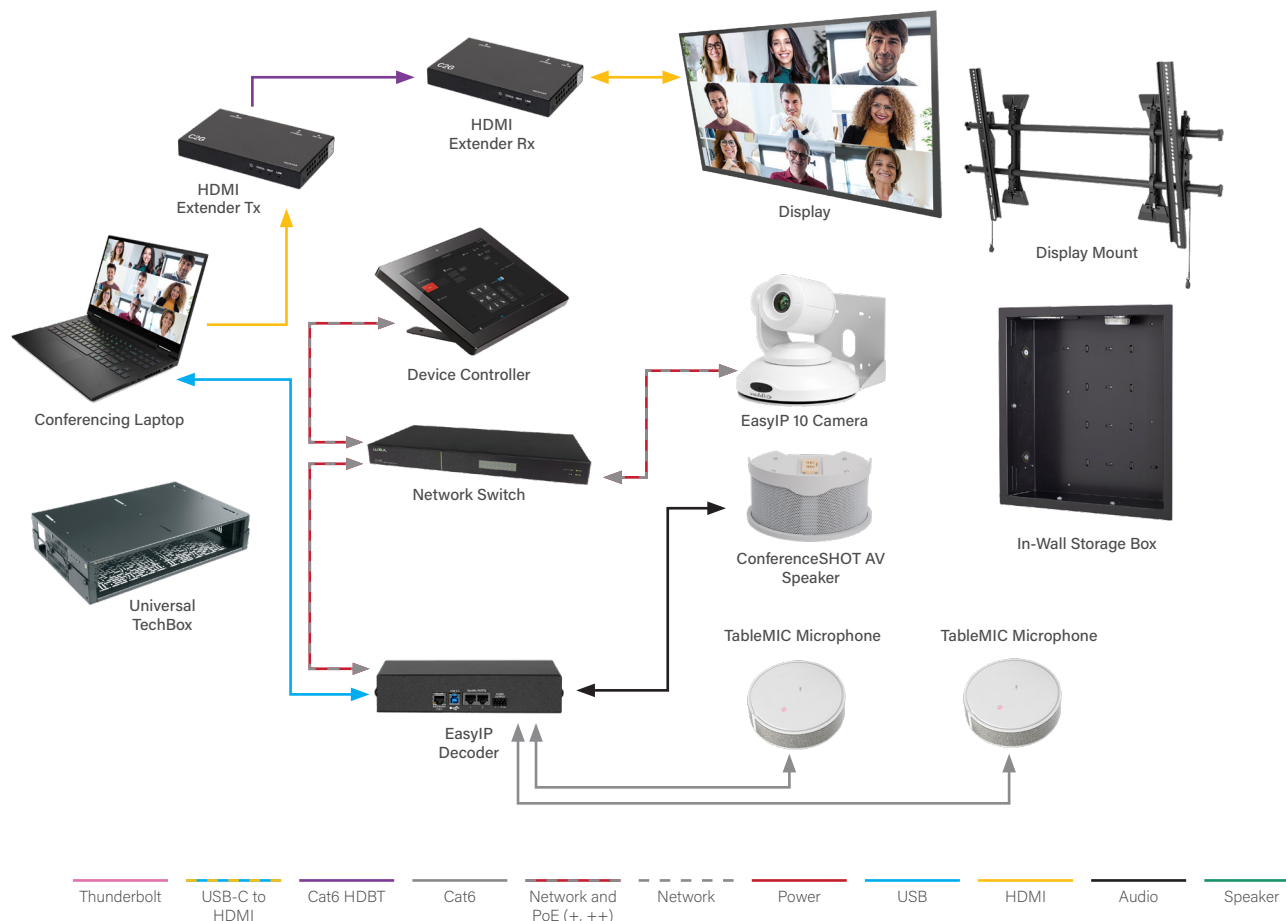 C2G
HDMI
Extender Rx
C2G
HDMI
Extender Tx
Display
Display Mount
Device Controller
EasyIP 10 Camera
Conferencing Laptop
Network Switch
ConferenceSHOT AV
Speaker
In-Wall Storage Box
Universal
TechBox
TableMIC Microphone
TableMIC Microphone
EasyIP
Decoder
Thunderbolt
USB-C to
HDMI
Cat6 HDBT
Cat6
Network and
PoE (+, ++)
Network
Power
USB
HDMI
Audio
Speaker